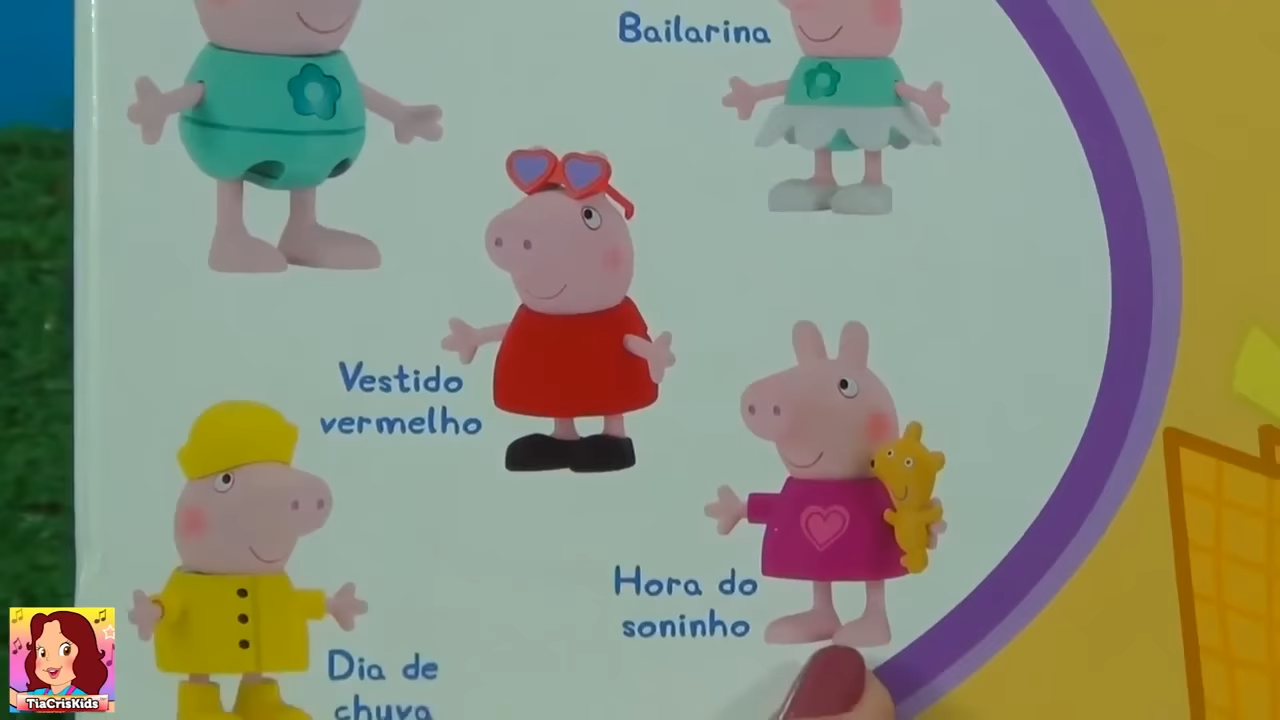 Bailarina
Vestido
vermelho
Hora do
soninho
Dia de
chuva
TiaCrisKids